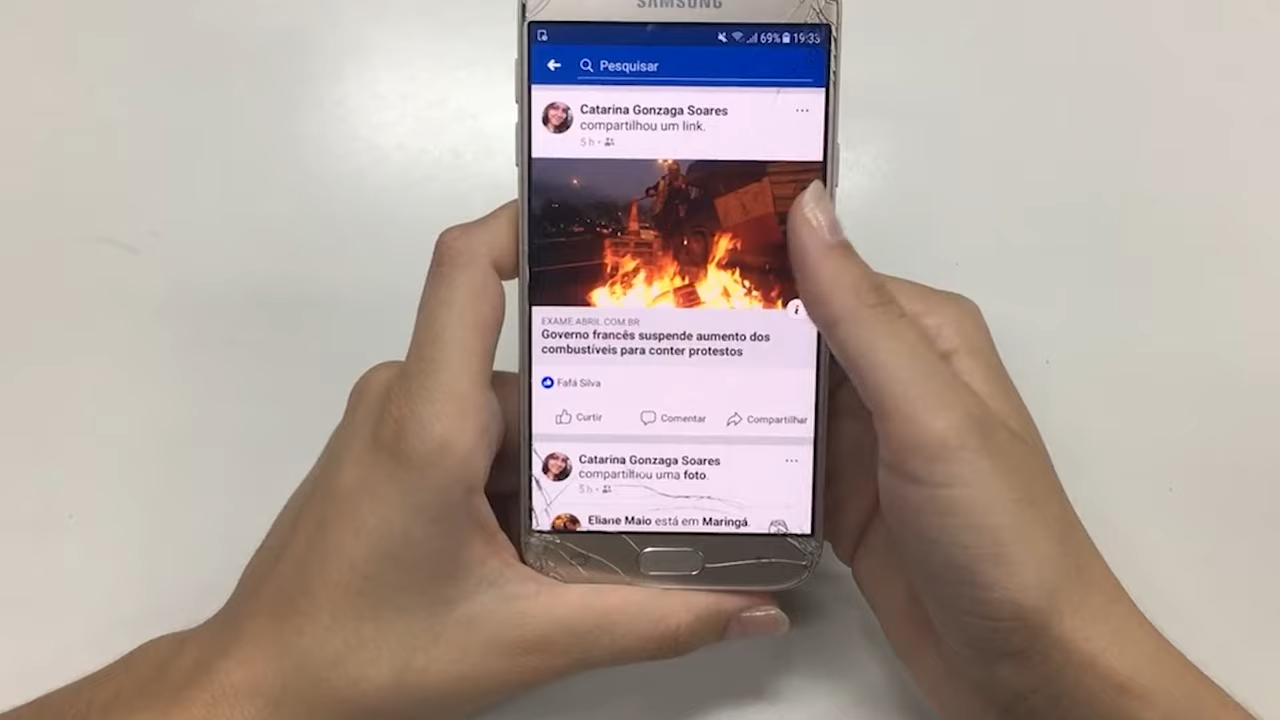 SAMSUNG
69% 19:33
Pesquisar
Catarina Gonzaga Soares
compartilhou um link.
5 h
EXAME.ABRIL.COM.BR
Governo francês suspende aumento dos
combustíveis para conter protestos
Fafá Silva
Curtir Comentar Compartilhar
Catarina Gonzaga Soares
compartilhou uma foto.
5 h
Eliane Maio está em Maringá.